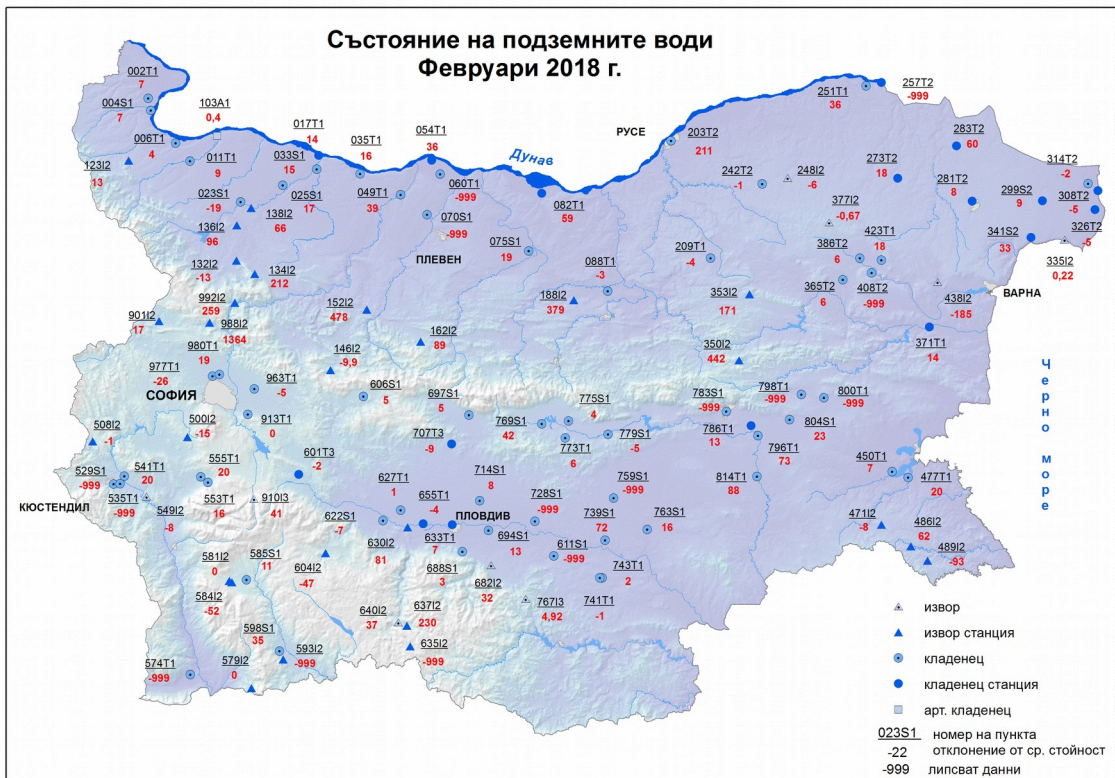 Състояние на подземните води
Февруари 2018 г.
002T1
7
004S1
7
103A1
0,4
006T1
4
011T1
9
123I2
13
017T1
14
033S1
15
035T1
16
054T1
36
Дунав
РУСЕ
203T2
211
251T1
36
257T2
-999
283T2
60
314T2
-2
023S1
-19
025S1
17
138I2
66
136I2
96
049T1
39
060T1
-999
070S1
-999
ПЛЕВЕН
082T1
59
075S1
19
242T2
-1
248I2
-6
273T2
18
281T2
8
299S2
9
308T2
-5
326T2
-5
377I2
-0,67
423T1
18
386T2
6
341S2
33
335I2
0,22
132I2
-13
134I2
212
088T1
-3
209T1
-4
365T2
6
408T2
-999
438I2
-185
ВАРНА
992I2
259
152I2
478
188I2
379
353I2
171
901I2
17
988I2
1364
162I2
89
146I2
-9,9
350I2
442
371T1
14
980T1
19
977T1
-26
963T1
-5
СОФИЯ
606S1
5
697S1
5
775S1
4
783S1
-999
798T1
-999
800T1
-999
Черно море
508I2
-1
500I2
-15
913T1
0
769S1
42
773T1
6
779S1
-5
786T1
13
804S1
23
796T1
73
707T3
-9
529S1
-999
541T1
20
555T1
20
601T3
-2
714S1
8
759S1
-999
814T1
88
450T1
7
477T1
20
КЮСТЕНДИЛ
535T1
-999
549I2
-8
553T1
16
910I3
41
627T1
1
655T1
-4
ПЛОВДИВ
728S1
-999
739S1
72
763S1
16
471I2
-8
486I2
62
489I2
-93
622S1
-7
630I2
81
633T1
7
694S1
13
611S1
-999
581I2
0
585S1
11
604I2
-47
688S1
3
682I2
32
743T1
2
741T1
-1
584I2
-52
640I2
37
637I2
230
767I3
4,92
598S1
35
593I2
-999
635I2
-999
574T1
-999
579I2
0
извор
извор станция
кладенец
кладенец станция
арт. кладенец
023S1 номер на пункта
-22 отклонение от ср. стойност
-999 липсват данни